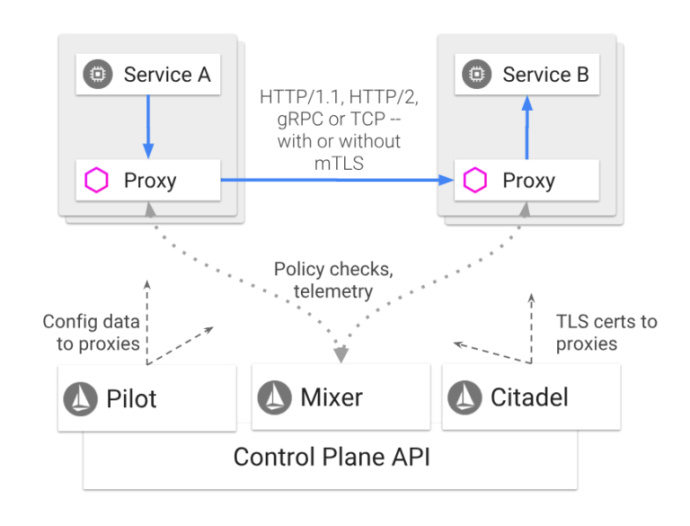 Service A
Service B
HTTP/1.1, HTTP/2,
gRPC or TCP --
with or without
mTLS
Proxy
Proxy
Policy checks,
telemetry
Config data
to proxies
TLS certs to
proxies
Pilot
Mixer
Citadel
Control Plane API